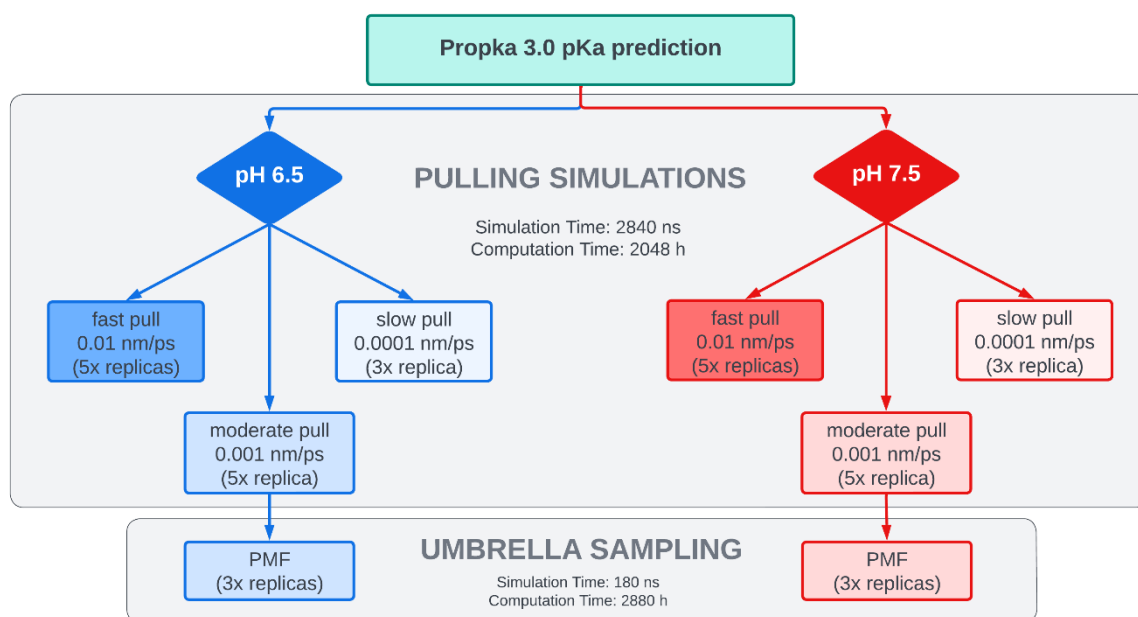 Propka 3.0 pKa prediction
pH 6.5
PULLING SIMULATIONS
pH 7.5
Simulation Time: 2840 ns
Computation Time: 2048 h
fast pull
0.01 nm/ps
(5x replicas)
slow pull
0.0001 nm/ps
(3x replica)
fast pull
0.01 nm/ps
(5x replicas)
slow pull
0.0001 nm/ps
(3x replica)
moderate pull
0.001 nm/ps
(5x replica)
moderate pull
0.001 nm/ps
(5x replica)
PMF
(3x replicas)
UMBRELLA SAMPLING
Simulation Time: 180 ns
Computation Time: 2880 h
PMF
(3x replicas)